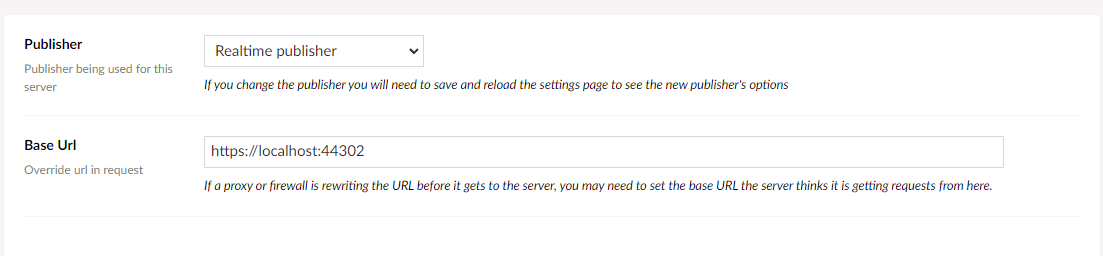 Publisher
Realtime publisher
Publisher being used for this
server
If you change the publisher you will need to save and reload the settings page to see the new publisher's options
Base Url
https://localhost:44302
Override url in request
If a proxy or firewall is rewriting the URL before it gets to the server, you may need to set the base URL the server thinks it is getting requests from here.